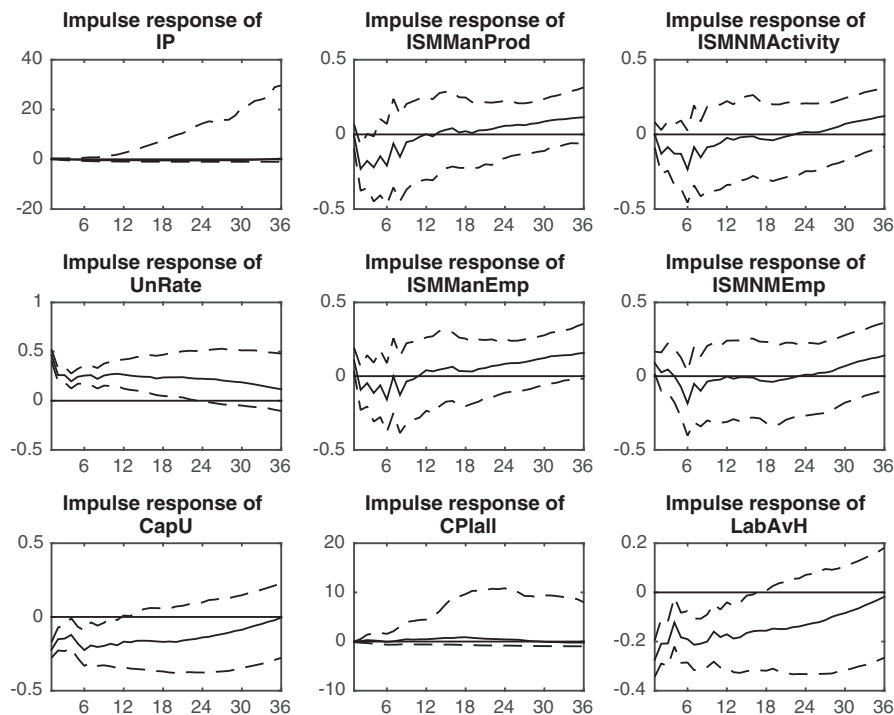 Impulse response of
IP
40
20
0
-20
6 12 18 24 30 36
Impulse response of
ISMManProd
0.5
0
-0.5
6 12 18 24 30 36
Impulse response of
ISMNMActivity
0.5
0
-0.5
6 12 18 24 30 36
Impulse response of
UnRate
1
0.5
0
-0.5
6 12 18 24 30 36
Impulse response of
ISMManEmp
0.5
0
-0.5
6 12 18 24 30 36
Impulse response of
ISMNMEmp
0.5
0
-0.5
6 12 18 24 30 36
Impulse response of
CapU
0.5
0
-0.5
6 12 18 24 30 36
Impulse response of
CPIall
20
10
0
-10
6 12 18 24 30 36
Impulse response of
LabAvH
0.2
0
-0.2
-0.4
6 12 18 24 30 36